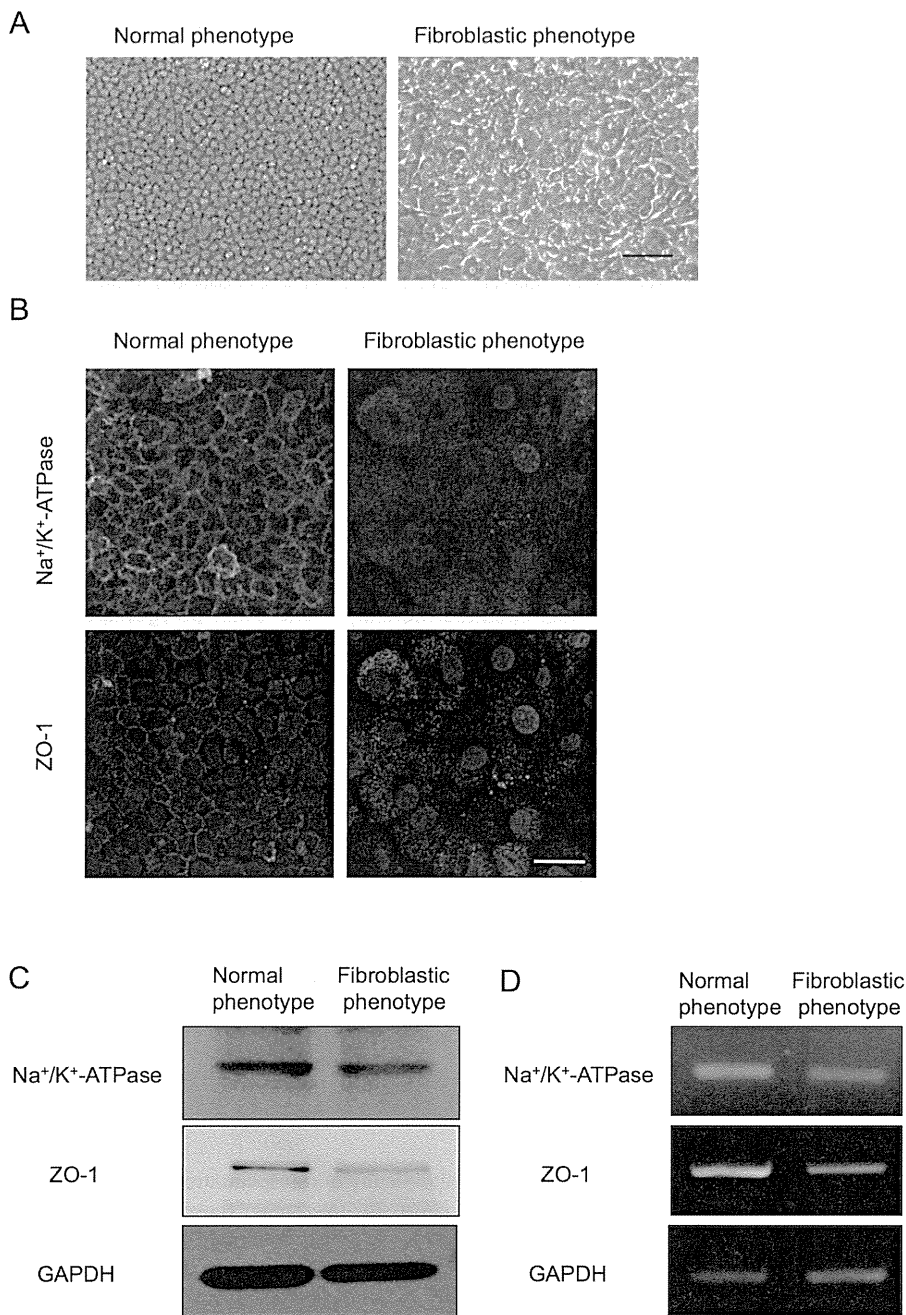 A
Normal phenotype
Fibroblastic phenotype
B
Normal phenotype
Fibroblastic phenotype
Na⁺/K⁺-ATPase
ZO-1
C
Normal
phenotype
Fibroblastic
phenotype
Na⁺/K⁺-ATPase
ZO-1
GAPDH
D
Normal
phenotype
Fibroblastic
phenotype
Na⁺/K⁺-ATPase
ZO-1
GAPDH